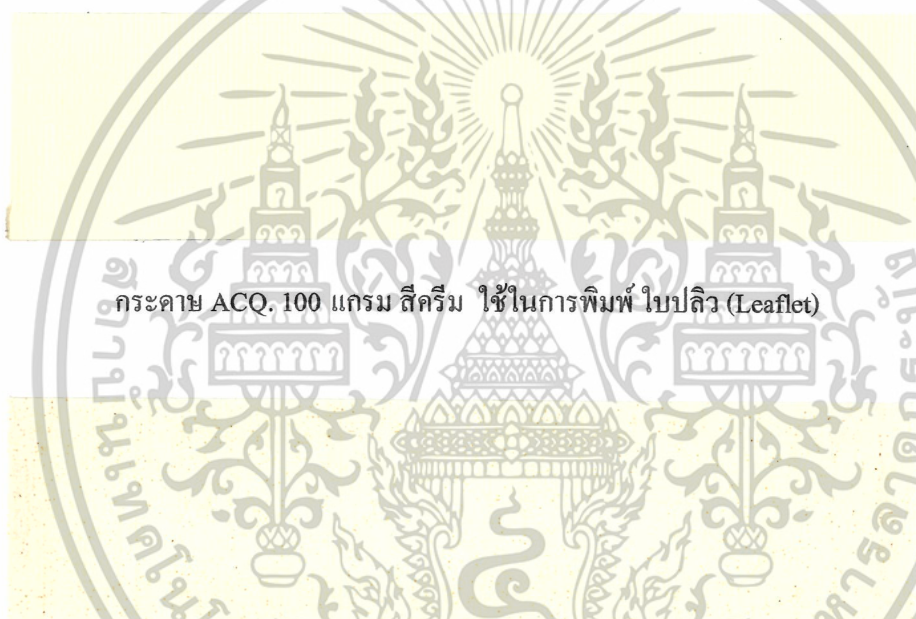 กระดาษ ACQ. 100 แกรม สีครีม ใช้ในการพิมพ์ ใบปลิว (Leaflet)